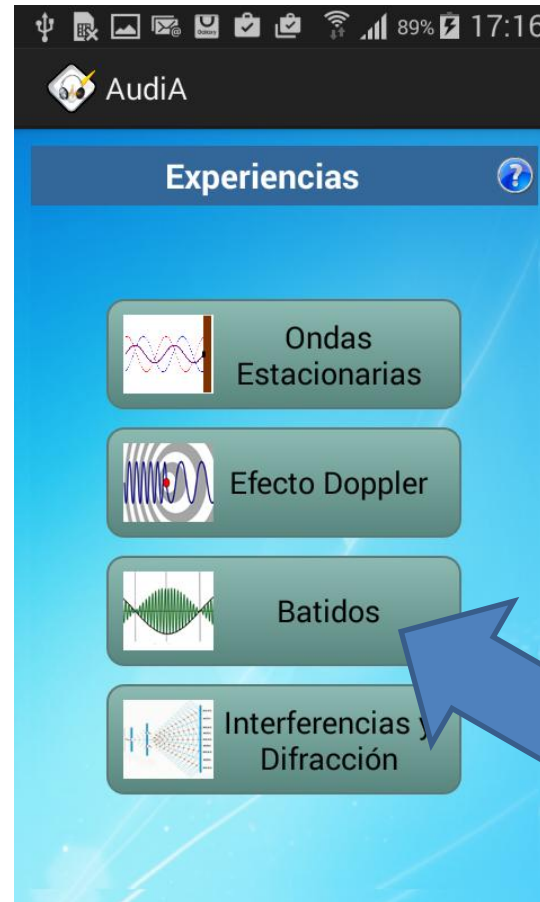 89% 17:16
AudiA
Experiencias
Ondas
Estacionarias
Efecto Doppler
Batidos
Interferencias y
Difracción